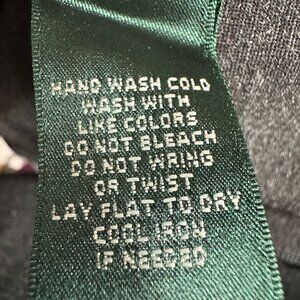 HAND WASH COLD
WASH WITH
LIKE COLORS
DO NOT BLEACH
DO NOT WRING
OR TWIST
LAY FLAT TO DRY
COOL IRON
IF NEEDED